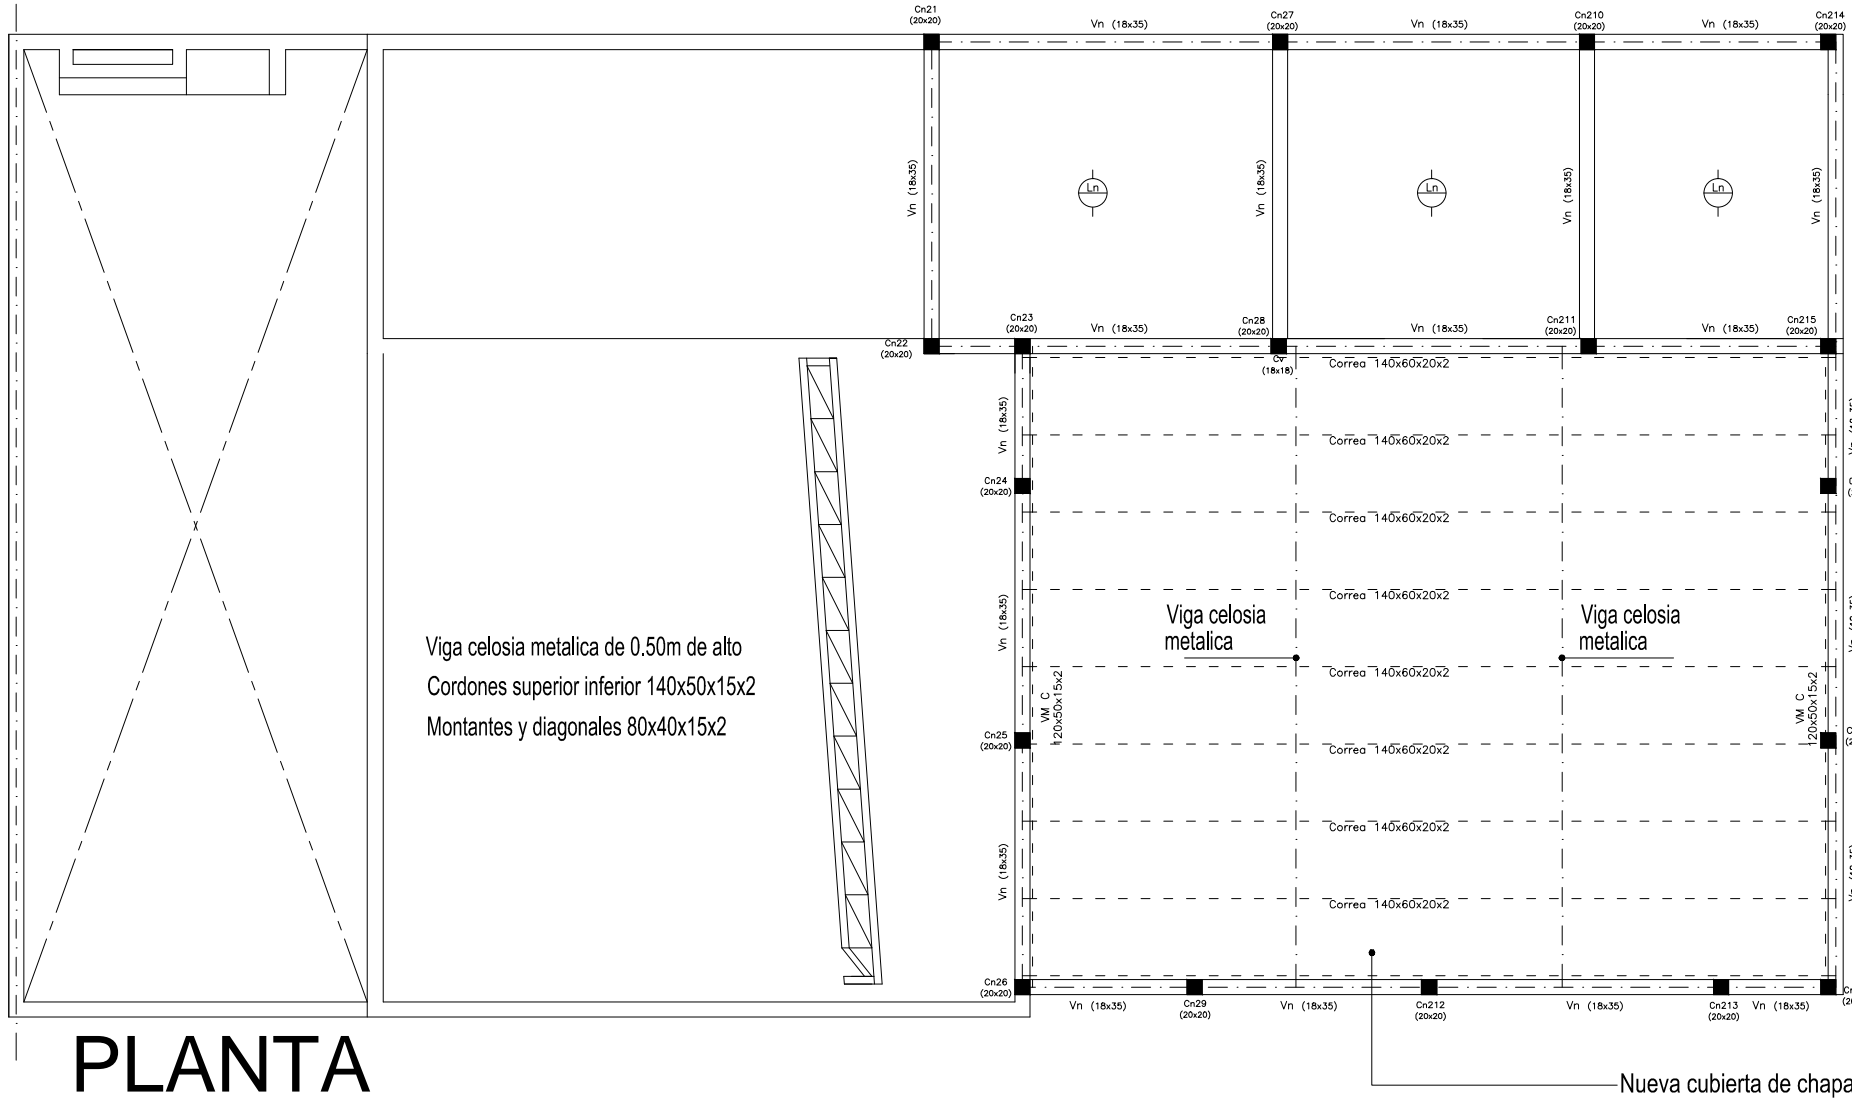 Cn21
(20x20)
Vn (18x35)
Cn27
(20x20)
Vn (18x35)
Cn210
(20x20)
Vn (18x35)
Cn214
(20x20)
Vn (18x35)
Ln
Vn (18x35)
Ln
Vn (18x35)
Ln
Vn (18x35)
Cn22
(20x20)
Cn23
(20x20)
Vn (18x35)
Cn28
(20x20)
Cv
(18x18)
Vn (18x35)
Cn211
(20x20)
Vn (18x35)
Cn215
(20x20)
Correa 140x60x20x2
Vn (18x35)
Correa 140x60x20x2
Cn24
(20x20)
Correa 140x60x20x2
Vn (18x35)
Correa 140x60x20x2
Viga celosia
metalica
Viga celosia
metalica
Viga celosia metalica de 0.50m de alto
Cordones superior inferior 140x50x15x2
Montantes y diagonales 80x40x15x2
Correa 140x60x20x2
VM C
120x50x15x2
VM C
120x50x15x2
Cn25
(20x20)
Correa 140x60x20x2
Correa 140x60x20x2
Vn (18x35)
Correa 140x60x20x2
Cn26
(20x20)
Vn (18x35)
Cn29
(20x20)
Vn (18x35)
Cn212
(20x20)
Vn (18x35)
Cn213
(20x20)
Vn (18x35)
PLANTA
Nueva cubierta de chapa